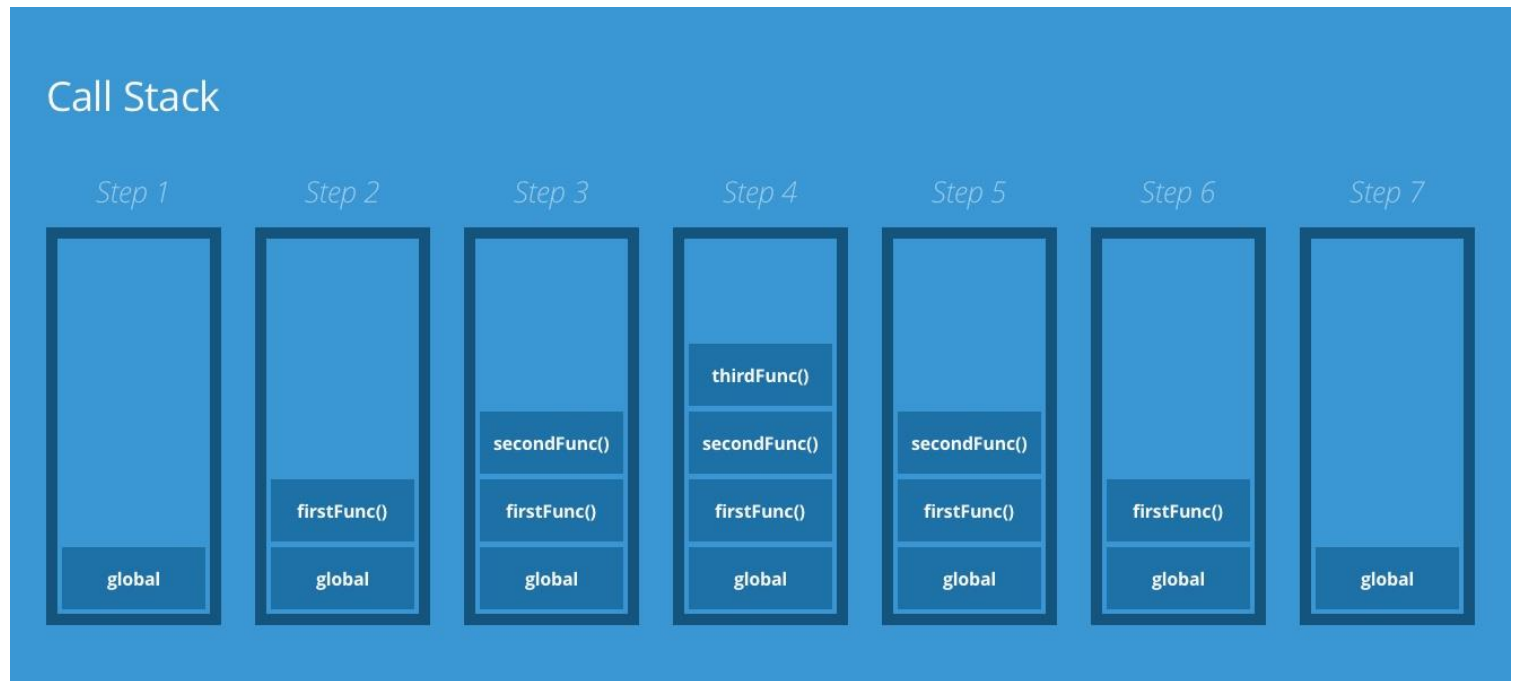 Call Stack
Step 1 Step 2 Step 3 Step 4 Step 5 Step 6 Step 7
thirdFunc()
secondFunc() secondFunc() secondFunc()
firstFunc() firstFunc() firstFunc() firstFunc() firstFunc()
global global global global global global global